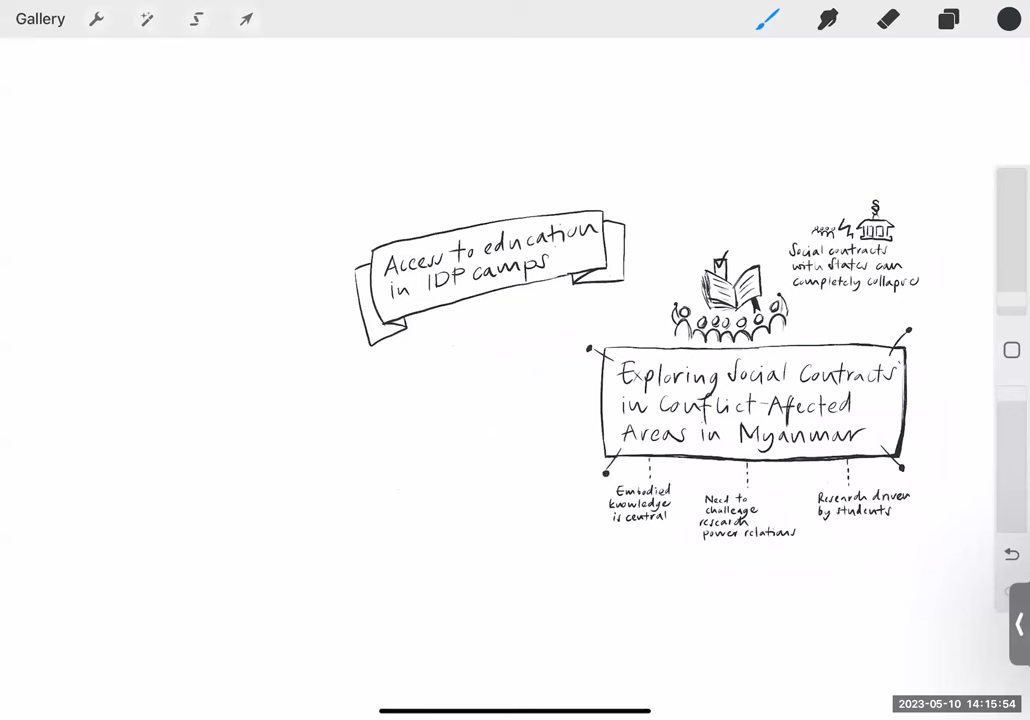 Gallery
Access to education
in IDP camps
Social contracts
with States can
completely collapse
Exploring Social Contracts
in Conflict-Affected
Areas in Myanmar
Embodied
knowledge
is central
Need to
challenge
research
power relations
Research driven
by students
2023-05-10 14:15:54